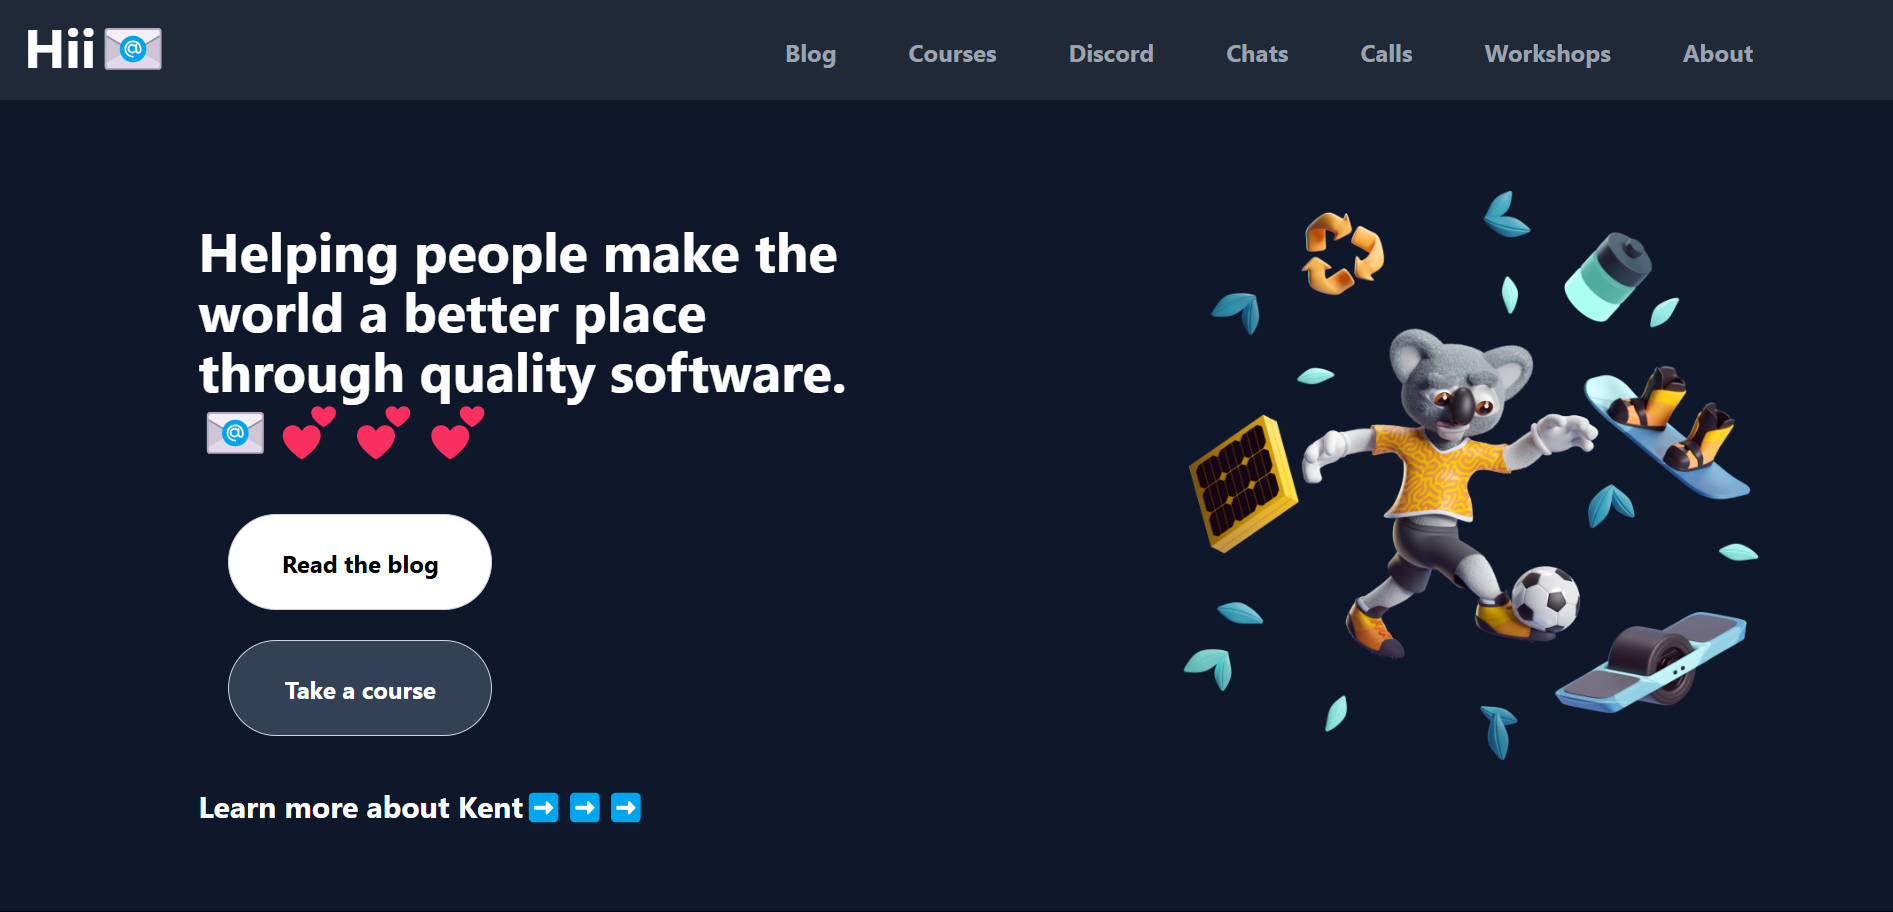 Hii 📧
Blog Courses Discord Chats Calls Workshops About
Helping people make the
world a better place
through quality software.
📧 💕 💕 💕
Read the blog
Take a course
Learn more about Kent ➡️ ➡️ ➡️